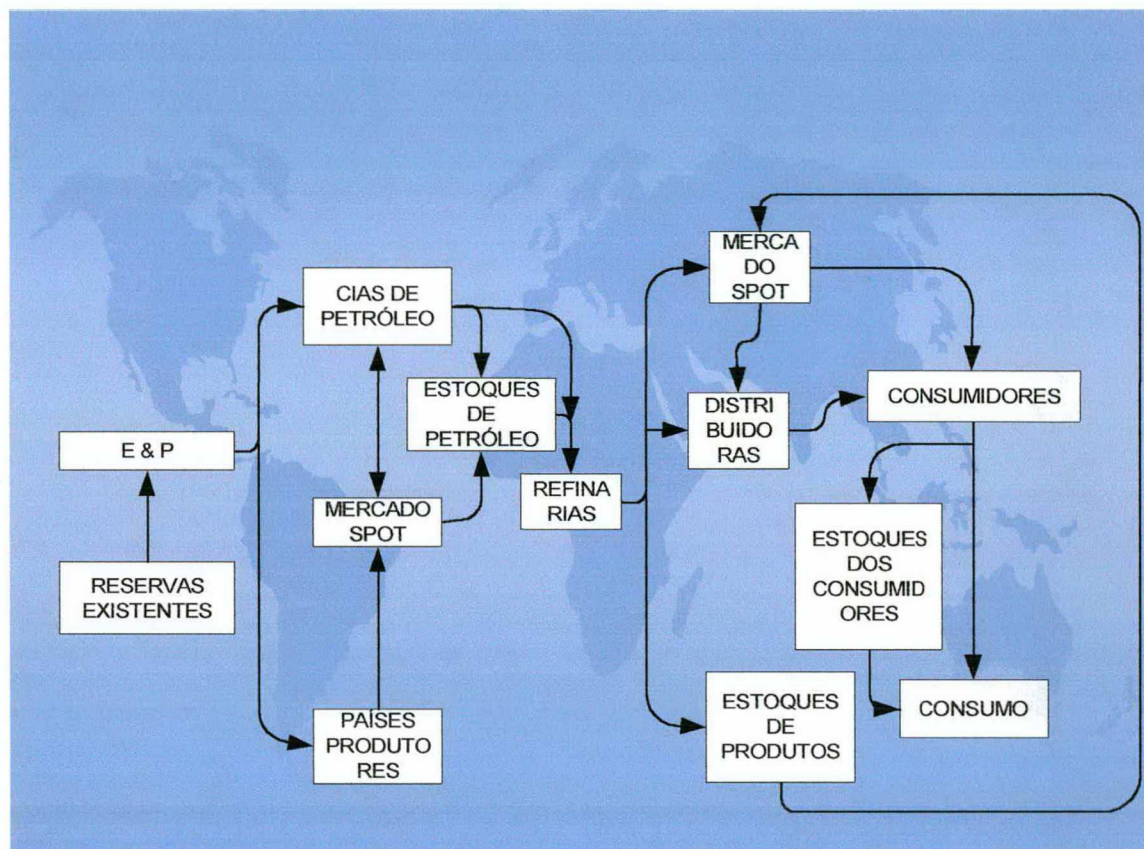 E & P
RESERVAS
EXISTENTES
CIAS DE
PETRÓLEO
ESTOQUES
DE
PETRÓLEO
MERCADO
SPOT
PAÍSES
PRODUTO
RES
REFINA
RIAS
MERCA
DO
SPOT
DISTRI
BUIDO
RAS
ESTOQUES
DE
PRODUTOS
CONSUMIDORES
ESTOQUES
DOS
CONSUMID
ORES
CONSUMO